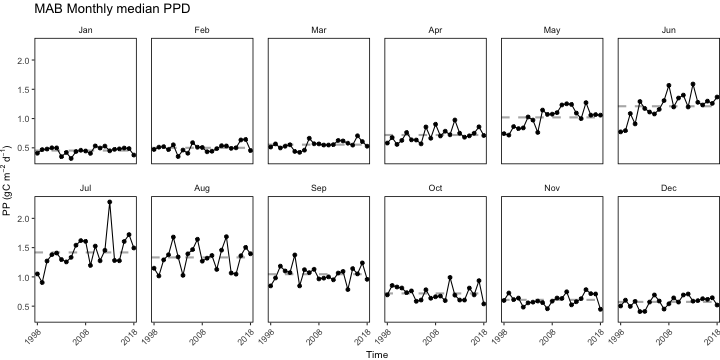 MAB Monthly median PPD
Jan Feb Mar Apr May Jun
2.0
1.5
1.0
0.5
Jul Aug Sep Oct Nov Dec
2.0
1.5
1.0
0.5
PP (gC m⁻² d⁻¹)
1998 2008 2018 1998 2008 2018 1998 2008 2018 1998 2008 2018 1998 2008 2018 1998 2008 2018
Time